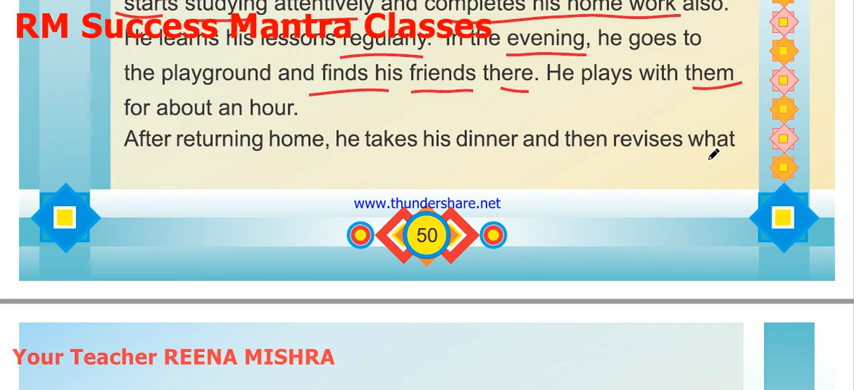 starts studying attentively and completes his home work also.
RM Success Mantra Classes
He learns his lessons regularly. In the evening, he goes to
the playground and finds his friends there. He plays with them
for about an hour.
After returning home, he takes his dinner and then revises what
www.thundershare.net
50
Your Teacher REENA MISHRA